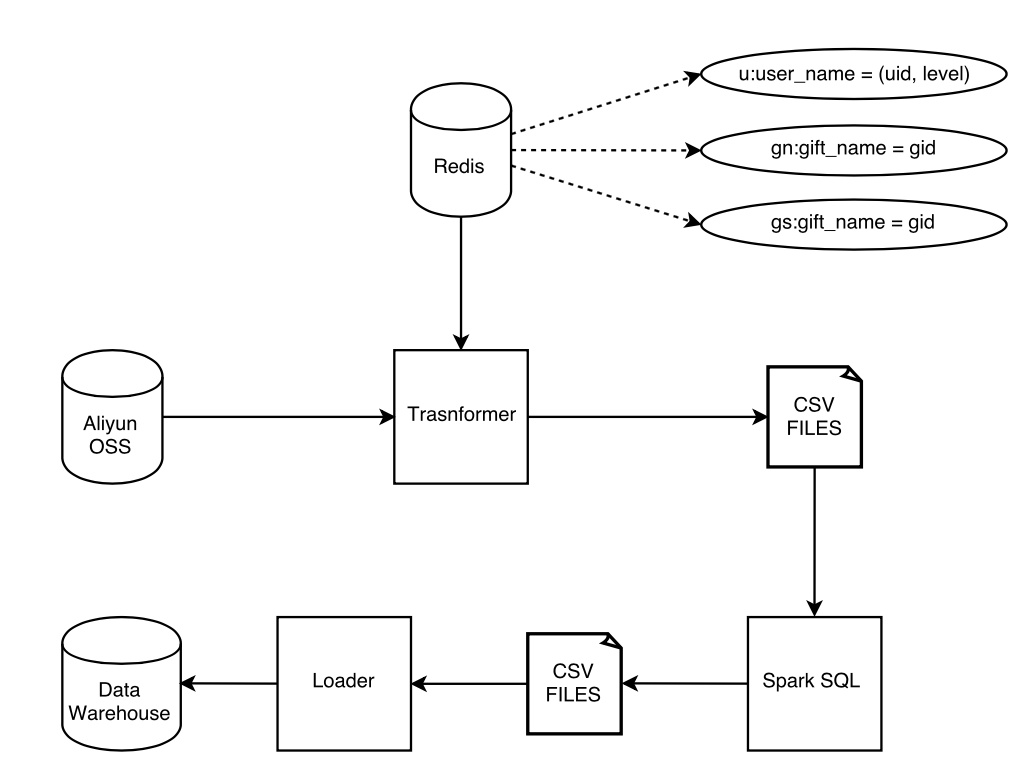 u:user_name = (uid, level)
gn:gift_name = gid
Redis
gs:gift_name = gid
Aliyun
OSS
Trasnformer
CSV
FILES
Data
Warehouse
Loader
CSV
FILES
Spark SQL